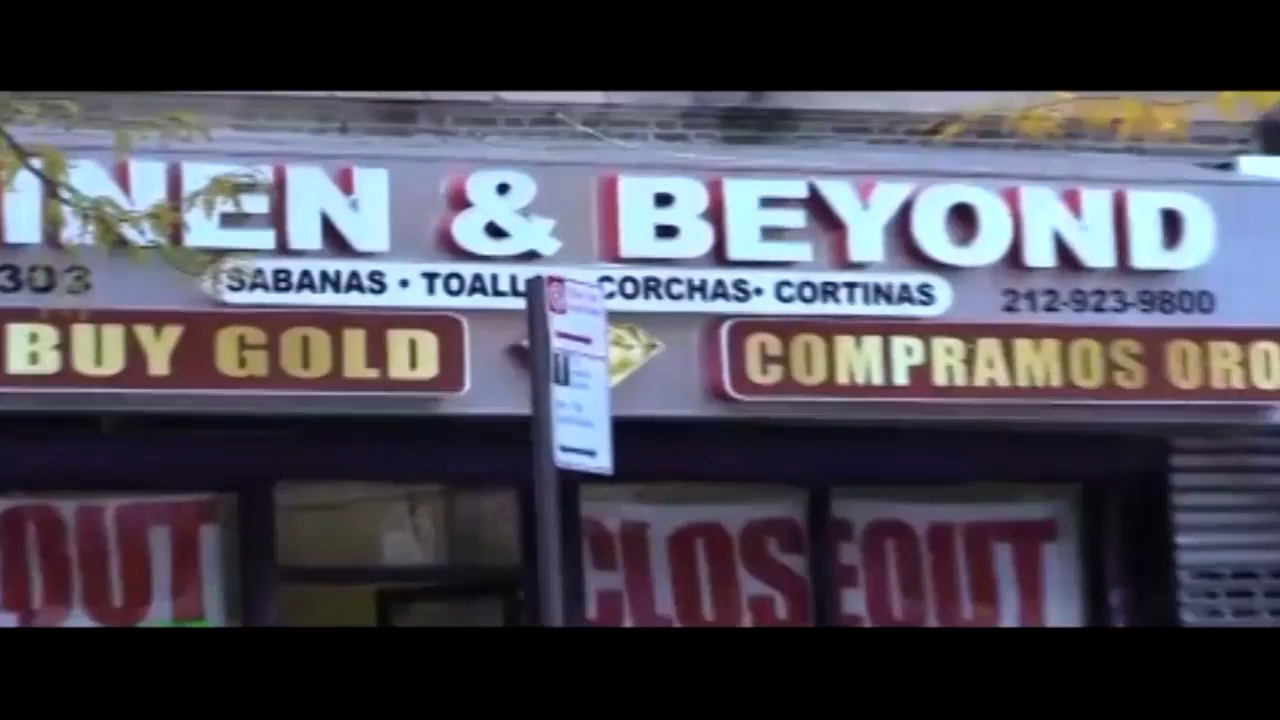 INEN & BEYOND
303 SABANAS • TOALL CORCHAS• CORTINAS 212-923-9800
BUY GOLD COMPRAMOS ORO
OUT CLOSEOUT